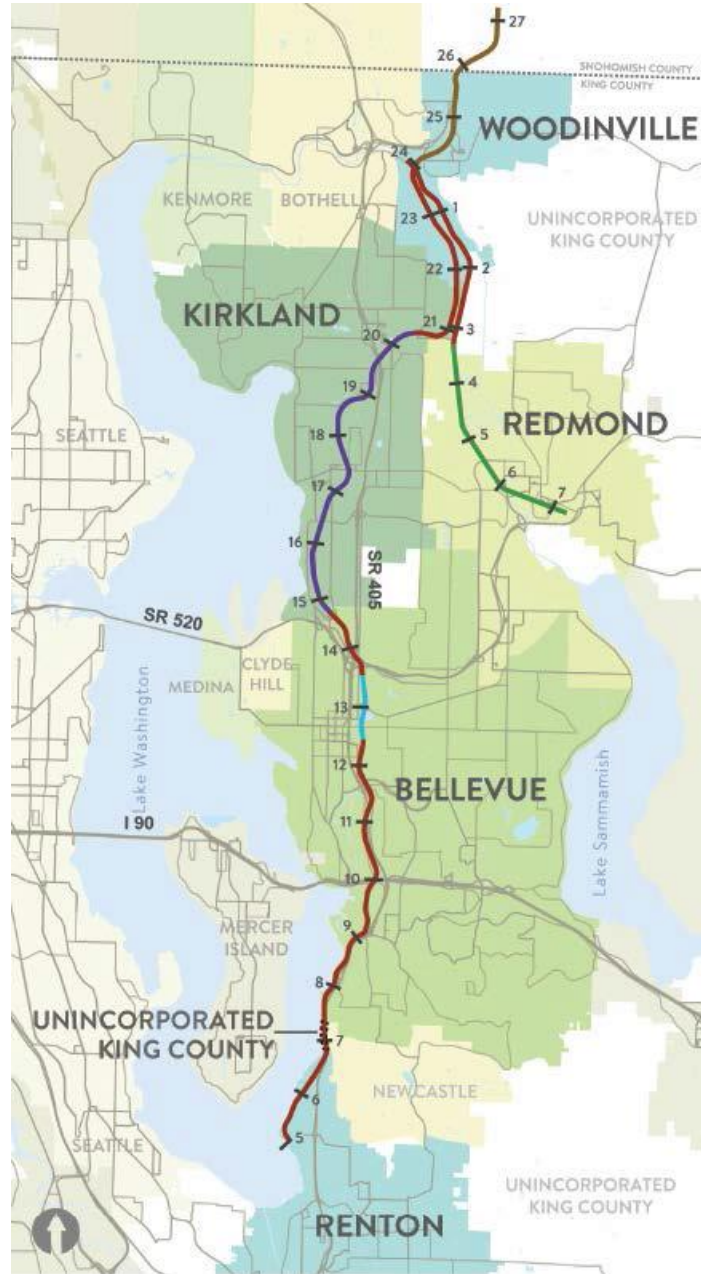 27
26
SNOHOMISH COUNTY
KING COUNTY
25
WOODINVILLE
24
KENMORE
BOTHELL
1
23
UNINCORPORATED
KING COUNTY
22
2
KIRKLAND
21
3
20
4
19
REDMOND
SEATTLE
18
5
6
17
7
16
SR 405
15
SR 520
14
CLYDE
HILL
MEDINA
Lake Washington
13
12
BELLEVUE
Lake Sammamish
11
I 90
10
MERCER
ISLAND
9
8
UNINCORPORATED
KING COUNTY
7
NEWCASTLE
6
SEATTLE
5
UNINCORPORATED
KING COUNTY
RENTON